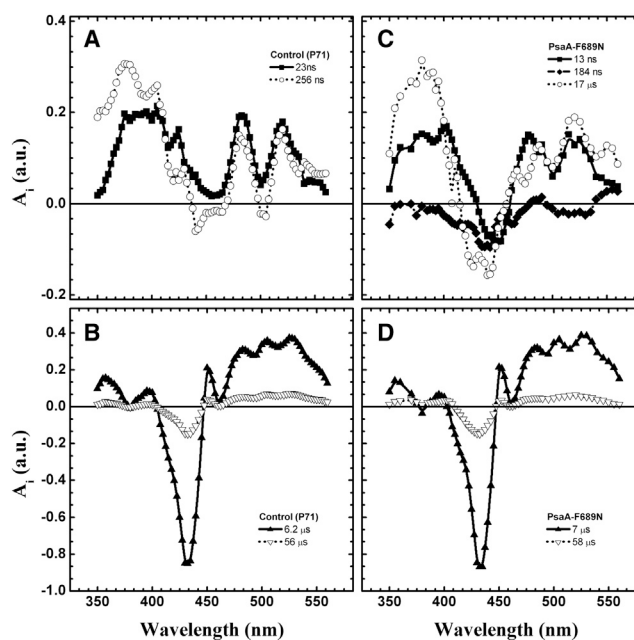 A
Control (P71)
23ns
256 ns
C
PsaA-F689N
13 ns
184 ns
17 μs
0.4
0.2
0.0
-0.2
A_i (a.u.)
B
Control (P71)
6.2 μs
56 μs
D
PsaA-F689N
7 μs
58 μs
0.4
0.2
0.0
-0.2
-0.4
-0.6
-0.8
-1.0
A_i (a.u.)
350 400 450 500 550 350 400 450 500 550
Wavelength (nm) Wavelength (nm)